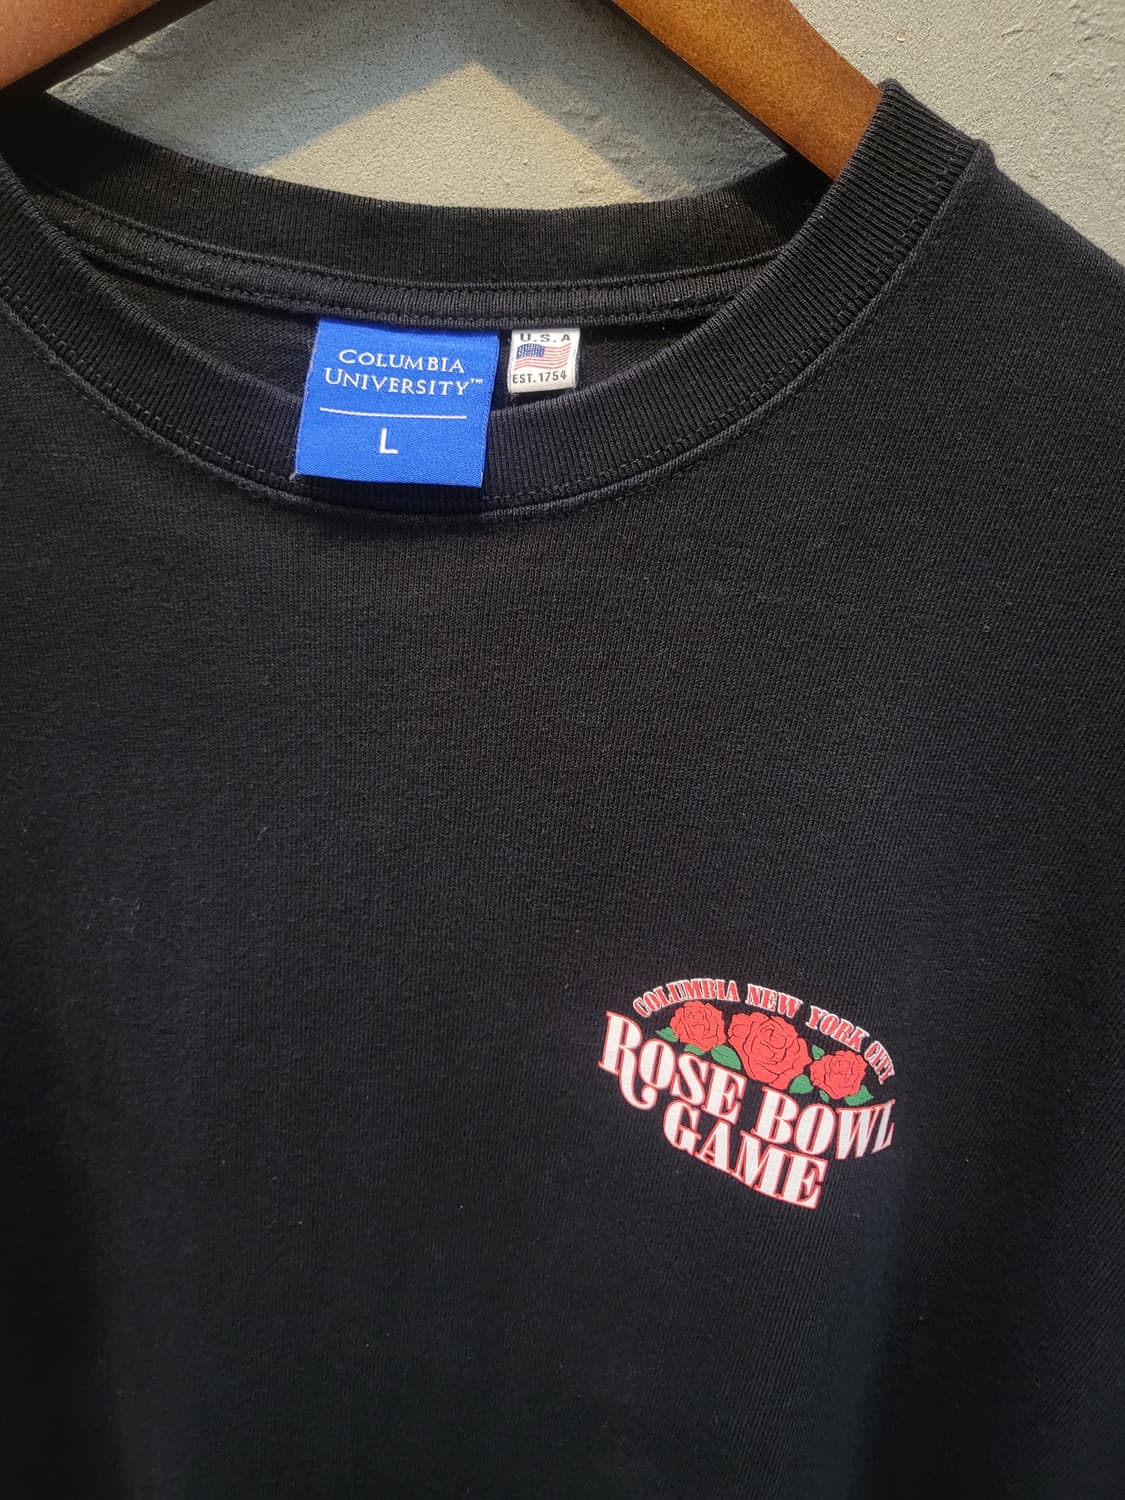 COLUMBIA
UNIVERSITY™
L
U.S.A
EST. 1754
COLUMBIA NEW YORK CITY
ROSE BOWL
GAME